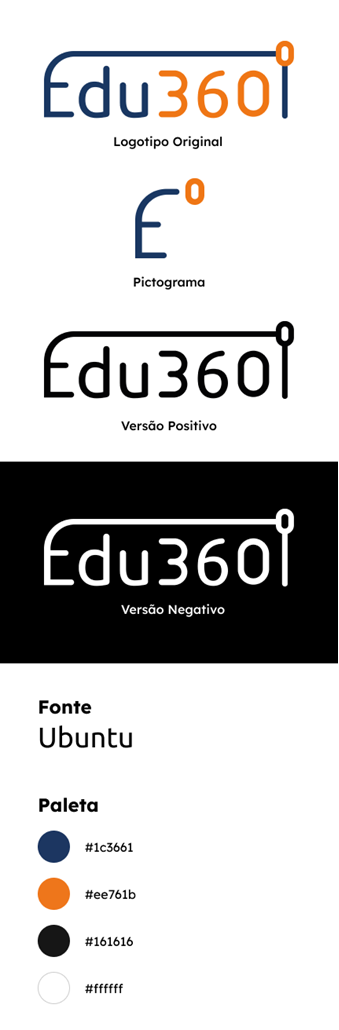 Edu360
Logotipo Original
E
Pictograma
Edu360
Versão Positivo
Edu360
Versão Negativo
Fonte
Ubuntu
Paleta
#1c3661
#ee761b
#161616
#ffffff